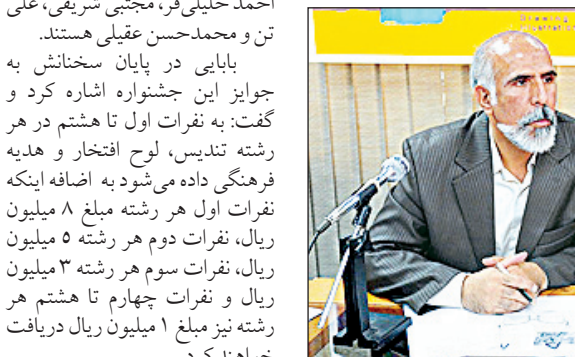 احمد خلیلی‌فر، مجتبی شریفی، علی
تن و محمدحسن عقیلی هستند.
بابایی در پایان سخنانش به
جوایز این جشنواره اشاره کرد و
گفت: به نفرات اول تا هشتم در هر
رشته تندیس، لوح افتخار و هدیه
فرهنگی داده می‌شود به اضافه اینکه
نفرات اول هر رشته مبلغ ۸ میلیون
ریال، نفرات دوم هر رشته ۵ میلیون
ریال، نفرات سوم هر رشته ۳ میلیون
ریال و نفرات چهارم تا هشتم هر
رشته نیز مبلغ ۱ میلیون ریال دریافت
خواهند کرد.
Drawing